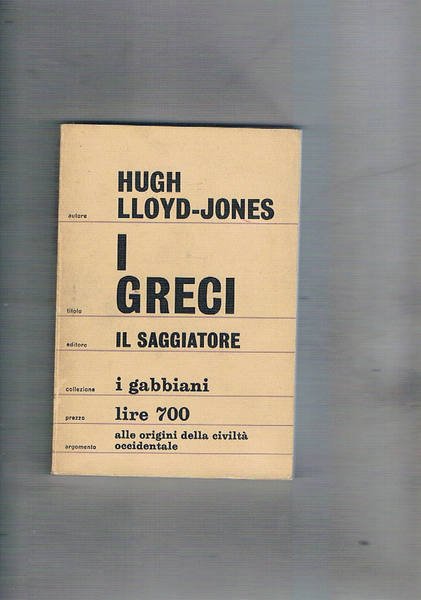 HUGH
autore LLOYD-JONES
I
titolo GRECI
editore IL SAGGIATORE
collezione i gabbiani
prezzo lire 700
alle origini della civiltà
argomento occidentale